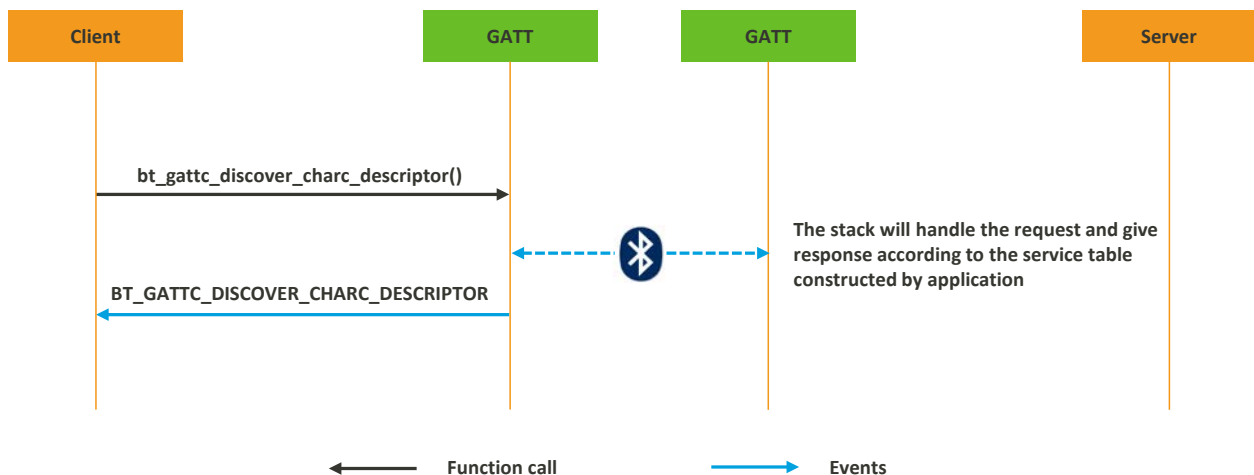 Client
GATT
GATT
Server
bt_gattc_discover_charc_descriptor()
The stack will handle the request and give
response according to the service table
constructed by application
BT_GATTC_DISCOVER_CHARC_DESCRIPTOR
Function call
Events